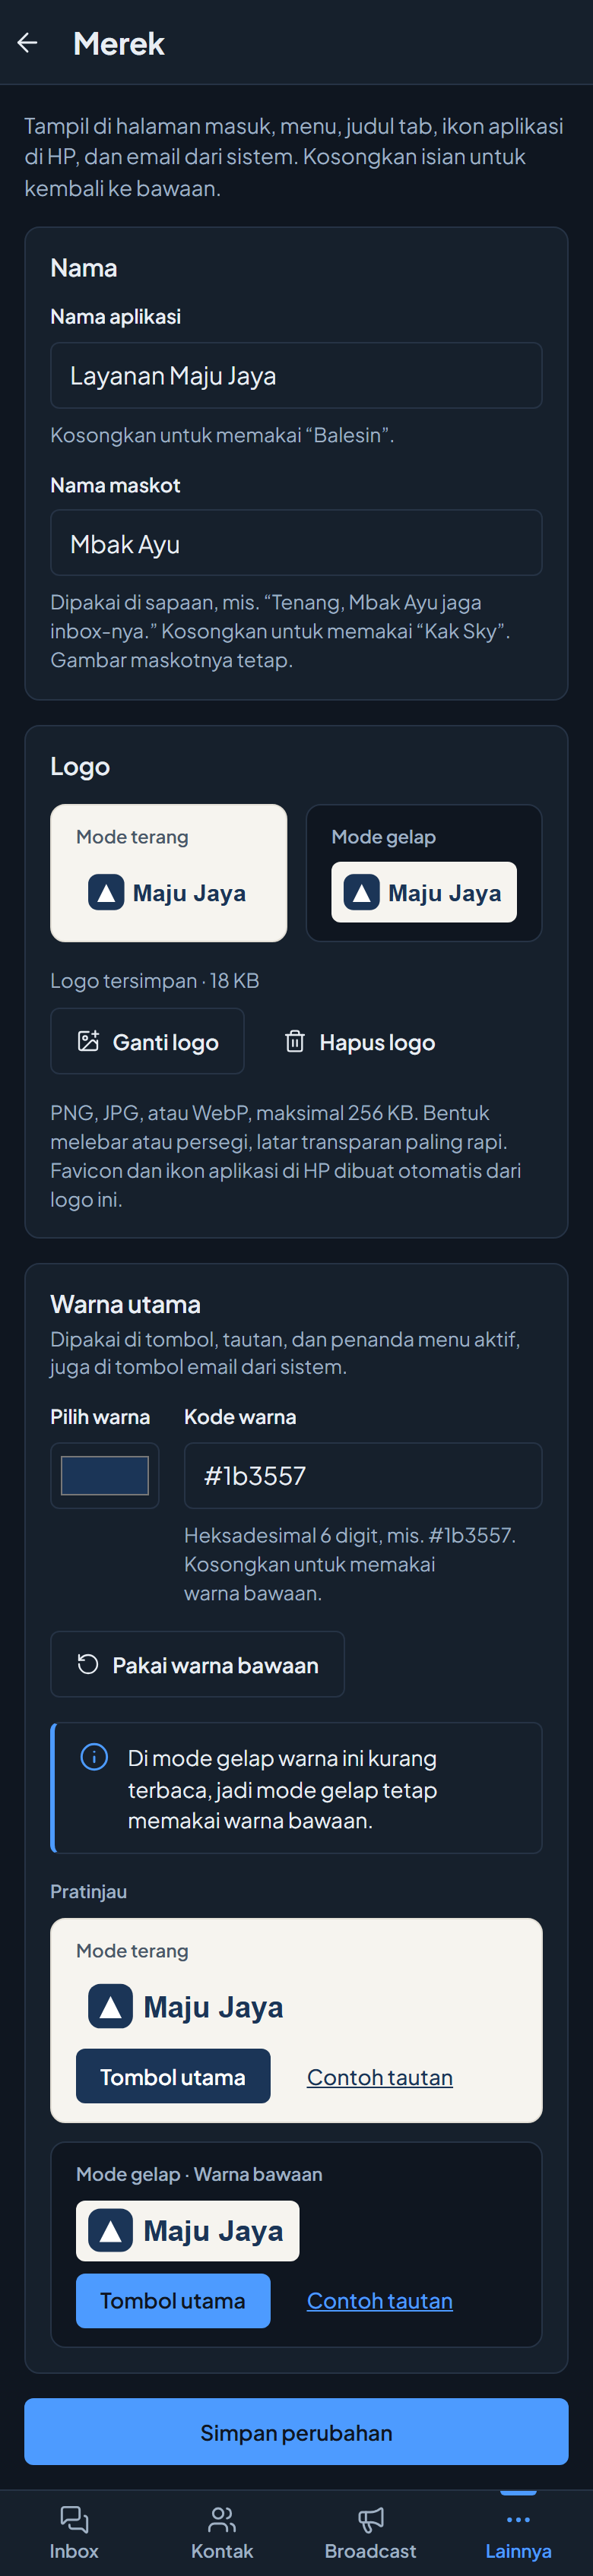 Merek
Tampil di halaman masuk, menu, judul tab, ikon aplikasi
di HP, dan email dari sistem. Kosongkan isian untuk
kembali ke bawaan.
Nama
Nama aplikasi
Layanan Maju Jaya
Kosongkan untuk memakai “Balesin”.
Nama maskot
Mbak Ayu
Dipakai di sapaan, mis. “Tenang, Mbak Ayu jaga
inbox-nya.” Kosongkan untuk memakai “Kak Sky”.
Gambar maskotnya tetap.
Logo
Mode terang
Maju Jaya
Mode gelap
Maju Jaya
Logo tersimpan · 18 KB
Ganti logo
Hapus logo
PNG, JPG, atau WebP, maksimal 256 KB. Bentuk
melebar atau persegi, latar transparan paling rapi.
Favicon dan ikon aplikasi di HP dibuat otomatis dari
logo ini.
Warna utama
Dipakai di tombol, tautan, dan penanda menu aktif,
juga di tombol email dari sistem.
Pilih warna
Kode warna
#1b3557
Heksadesimal 6 digit, mis. #1b3557.
Kosongkan untuk memakai
warna bawaan.
Pakai warna bawaan
Di mode gelap warna ini kurang
terbaca, jadi mode gelap tetap
memakai warna bawaan.
Pratinjau
Mode terang
Maju Jaya
Tombol utama
Contoh tautan
Mode gelap · Warna bawaan
Maju Jaya
Tombol utama
Contoh tautan
Simpan perubahan
Inbox
Kontak
Broadcast
Lainnya